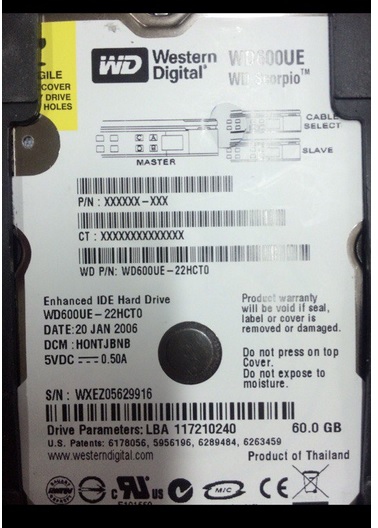 GILE
COVER
DRIVE
HOLES
WD Western Digital®
WD600UE
WD Scorpio™
CABLE SELECT
SLAVE
MASTER
P/N : XXXXXX-XXX
CT : XXXXXXXXXXXXXX
WD P/N: WD600UE-22HCT0
Enhanced IDE Hard Drive
WD600UE-22HCT0
DATE: 20 JAN 2006
DCM : HONTJBNB
5VDC ⎓ 0.50A
Product warranty
will be void if seal,
label or cover is
removed or damaged.
Do not press on top
Cover.
Do not expose to
moisture.
S/N : WXEZ05629916
Drive Parameters: LBA 117210240
60.0 GB
U.S. Patents: 6178056, 5956196, 6289484, 6263459
www.westerndigital.com
Product of Thailand
c UL us
N
M/C
CE